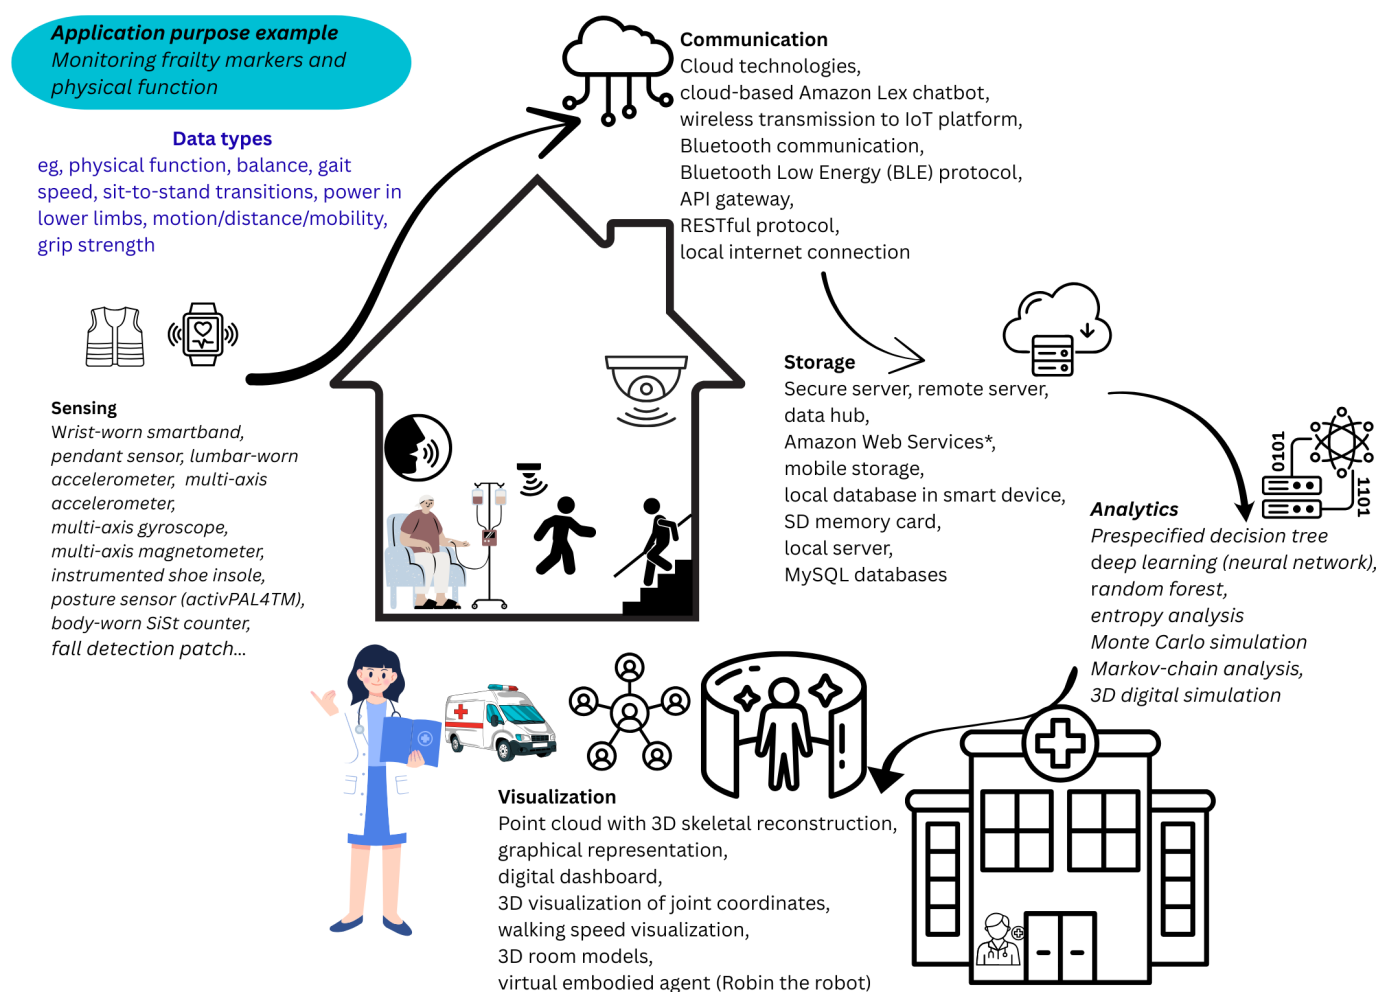 Application purpose example
Monitoring frailty markers and
physical function
Data types
eg, physical function, balance, gait
speed, sit-to-stand transitions, power in
lower limbs, motion/distance/mobility,
grip strength
Communication
Cloud technologies,
cloud-based Amazon Lex chatbot,
wireless transmission to IoT platform,
Bluetooth communication,
Bluetooth Low Energy (BLE) protocol,
API gateway,
RESTful protocol,
local internet connection
Sensing
Wrist-worn smartband,
pendant sensor, lumbar-worn
accelerometer, multi-axis
accelerometer,
multi-axis gyroscope,
multi-axis magnetometer,
instrumented shoe insole,
posture sensor (activPAL4TM),
body-worn SiSt counter,
fall detection patch...
Storage
Secure server, remote server,
data hub,
Amazon Web Services*,
mobile storage,
local database in smart device,
SD memory card,
local server,
MySQL databases
0101
1101
Analytics
Prespecified decision tree
deep learning (neural network),
random forest,
entropy analysis
Monte Carlo simulation
Markov-chain analysis,
3D digital simulation
Visualization
Point cloud with 3D skeletal reconstruction,
graphical representation,
digital dashboard,
3D visualization of joint coordinates,
walking speed visualization,
3D room models,
virtual embodied agent (Robin the robot)